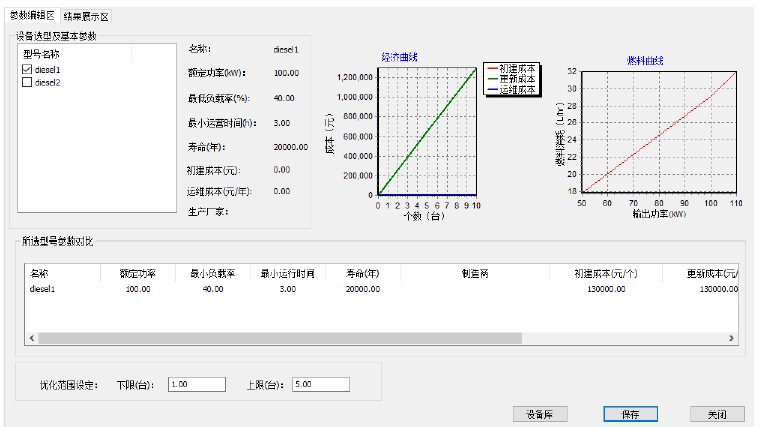 参数编辑区 结果展示区
设备选型及基本参数
型号名称
diesel1
diesel2
名称: diesel1
额定功率(kW): 100.00
最低负载率(%): 40.00
最小运营时间(h): 3.00
寿命(年): 20000.00
初建成本(元): 0.00
运维成本(元/年): 0.00
生产厂家:
经济曲线
初建成本
更新成本
运维成本
成本（元）
1,200,000
1,000,000
800,000
600,000
400,000
200,000
0
0 1 2 3 4 5 6 7 8 9 10
个数（台）
燃料曲线
32
30
28
26
24
22
20
18
50 60 70 80 90 100 110
输出功率(kW)
所选型号参数对比
名称 额定功率 最小负载率 最小运行时间 寿命(年) 制造商 初建成本(元/个) 更新成本(元/
diesel1 100.00 40.00 3.00 20000.00 130000.00 130000.00
优化范围设定: 下限(台): 1.00 上限(台): 5.00
设备库 保存 关闭